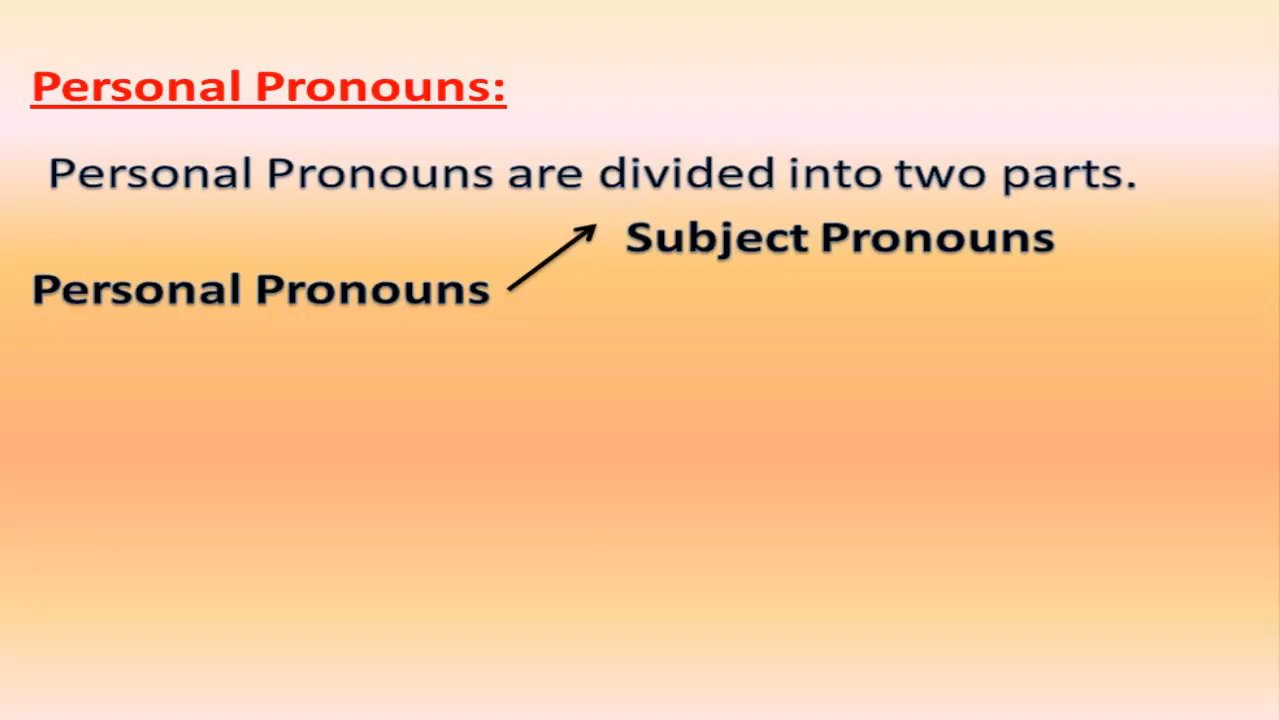 Personal Pronouns:
Personal Pronouns are divided into two parts.
Subject Pronouns
Personal Pronouns